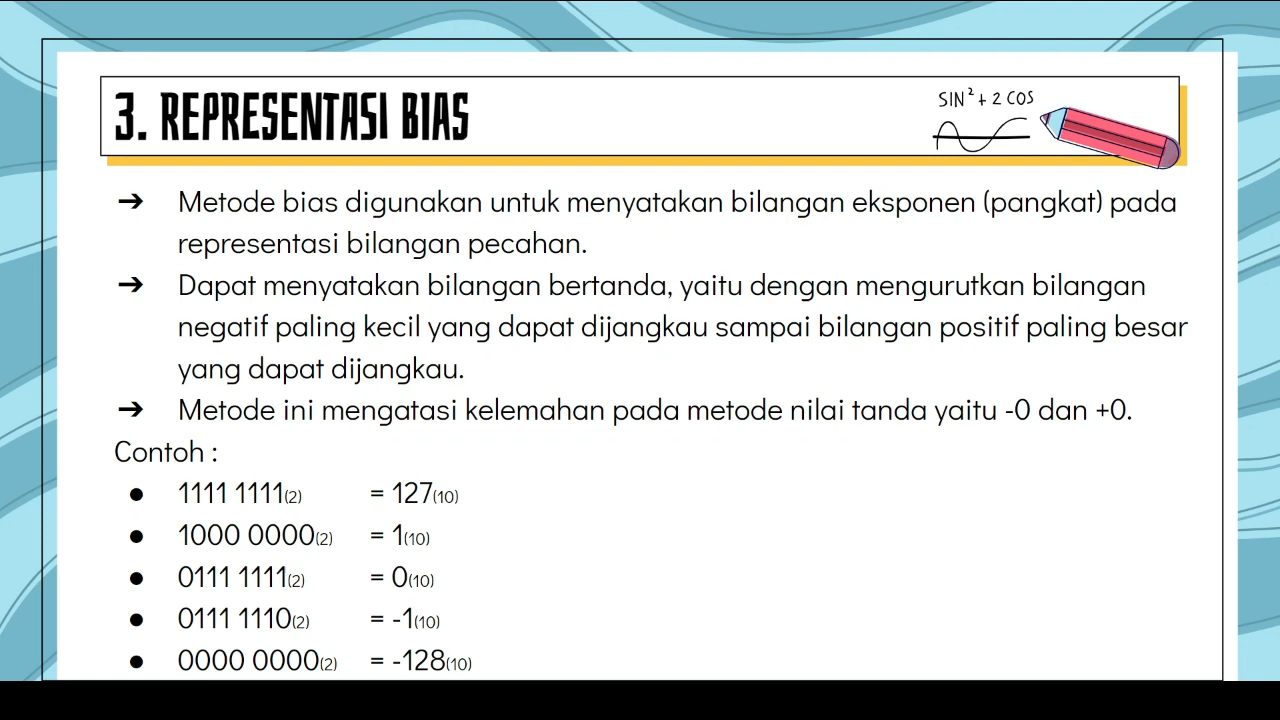 3. REPRESENTASI BIAS
SIN² + 2 COS
➔ Metode bias digunakan untuk menyatakan bilangan eksponen (pangkat) pada
representasi bilangan pecahan.
➔ Dapat menyatakan bilangan bertanda, yaitu dengan mengurutkan bilangan
negatif paling kecil yang dapat dijangkau sampai bilangan positif paling besar
yang dapat dijangkau.
➔ Metode ini mengatasi kelemahan pada metode nilai tanda yaitu -0 dan +0.
Contoh :
● 1111 1111(2) = 127(10)
● 1000 0000(2) = 1(10)
● 0111 1111(2) = 0(10)
● 0111 1110(2) = -1(10)
● 0000 0000(2) = -128(10)